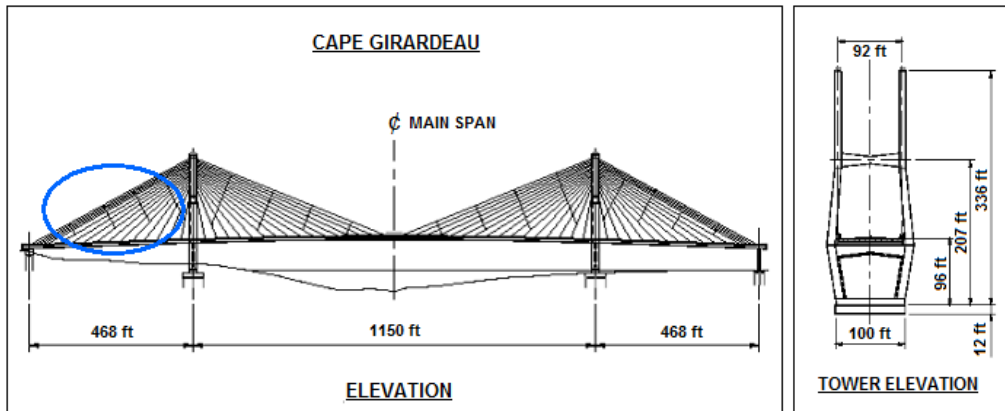 CAPE GIRARDEAU
℄ MAIN SPAN
468 ft
1150 ft
468 ft
ELEVATION
92 ft
336 ft
207 ft
96 ft
12 ft
100 ft
TOWER ELEVATION